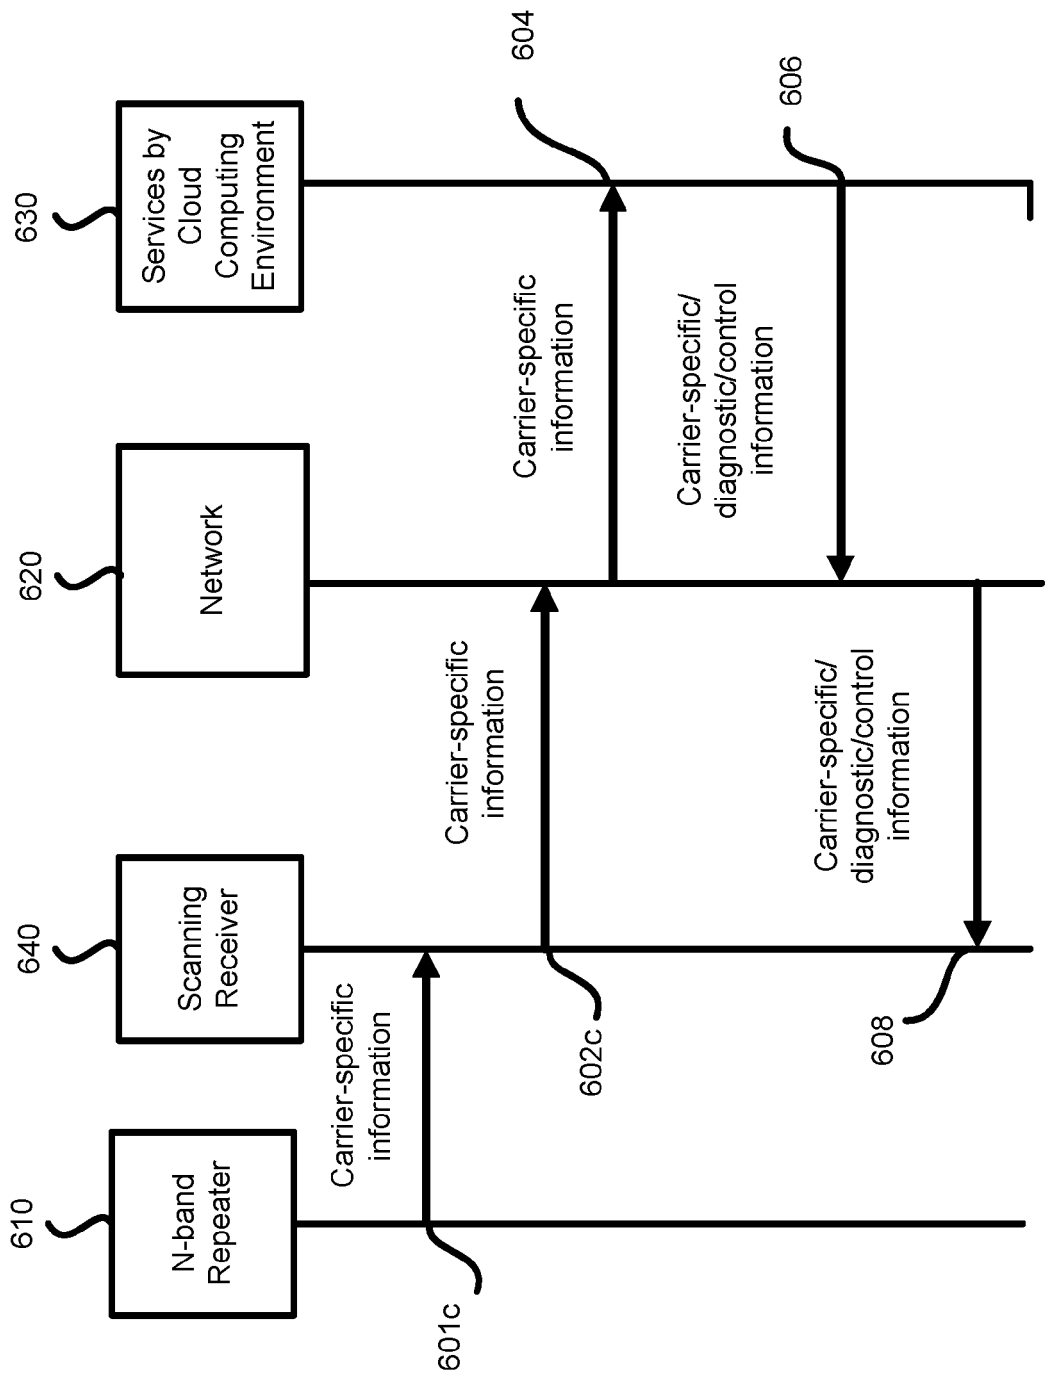 610
640
620
630
N-band
Repeater
Scanning
Receiver
Network
Services by
Cloud
Computing
Environment
Carrier-specific
information
601c
Carrier-specific
information
602c
Carrier-specific
information
604
Carrier-specific/
diagnostic/control
information
606
Carrier-specific/
diagnostic/control
information
608